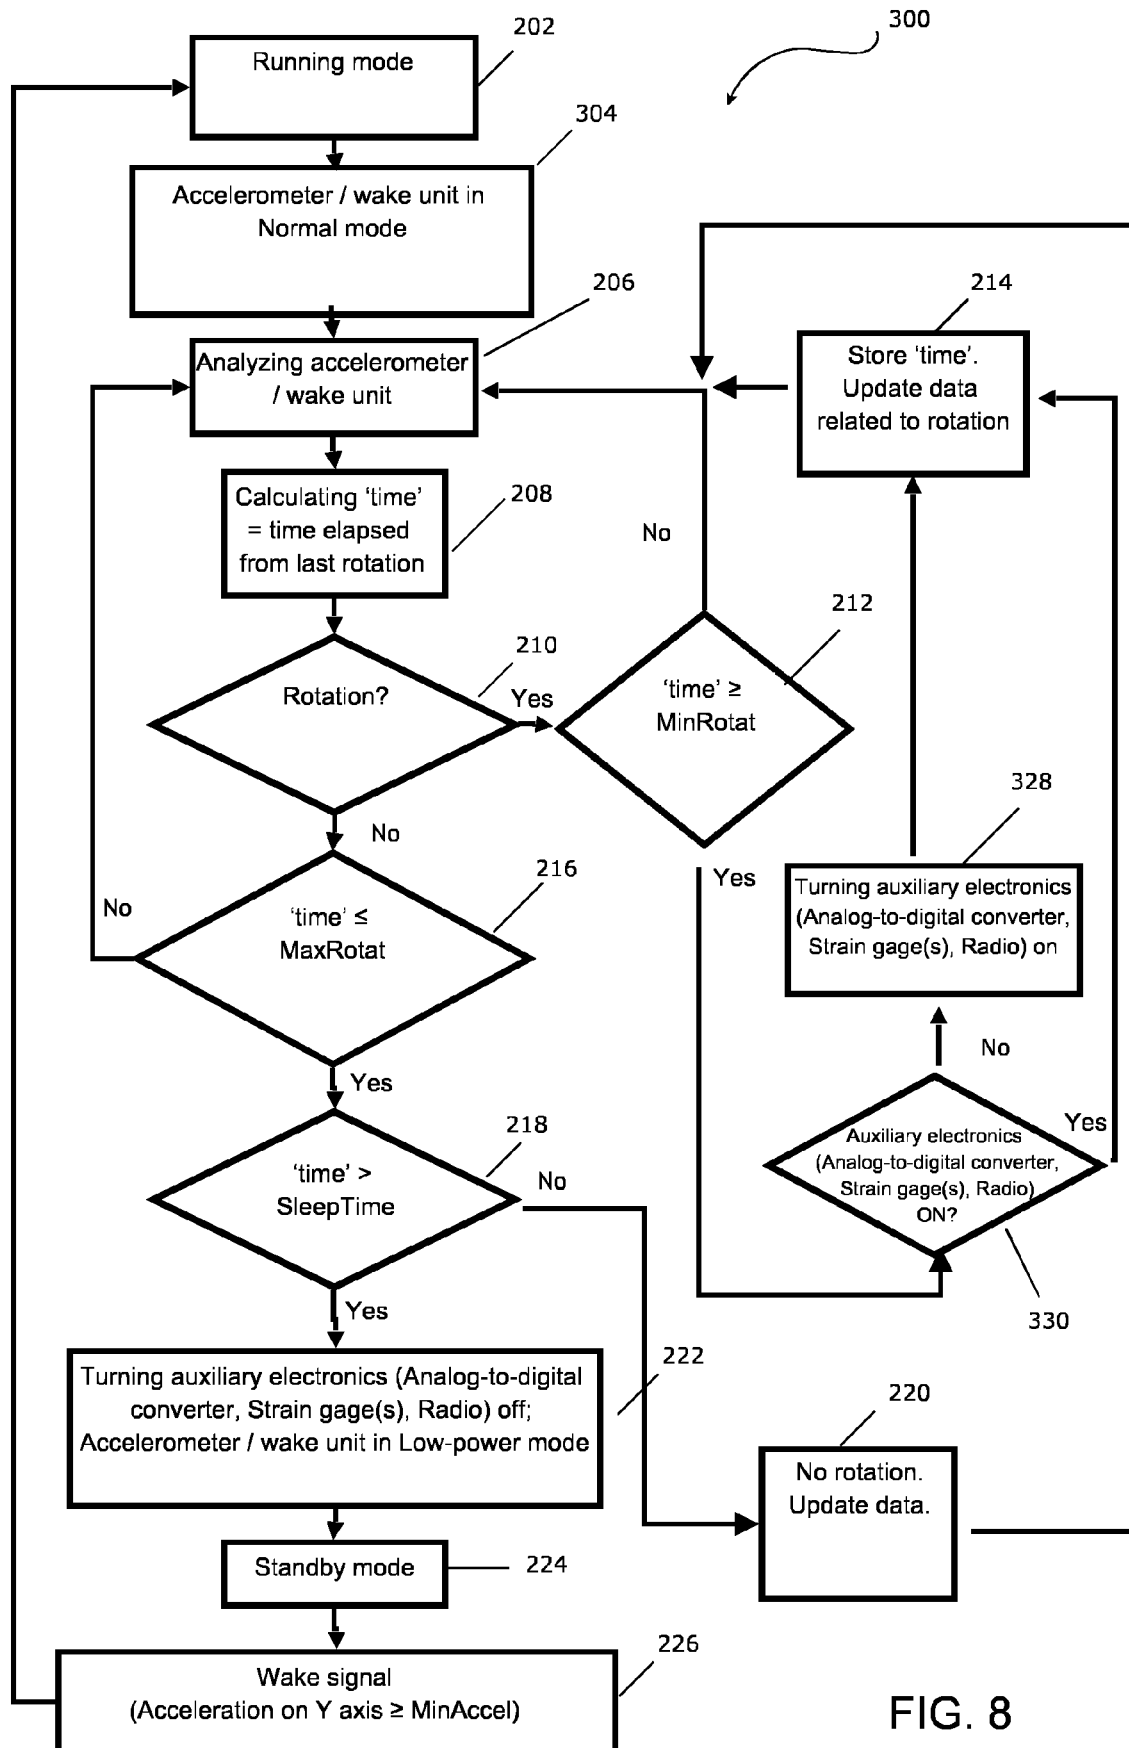 202
300
Running mode
304
Accelerometer / wake unit in
Normal mode
206
214
Analyzing accelerometer
/ wake unit
Store ‘time’.
Update data
related to rotation
Calculating ‘time’
= time elapsed
from last rotation
208
No
212
210
Rotation?
Yes
‘time’ ≥
MinRotat
328
No
216
Yes
Turning auxiliary electronics
(Analog-to-digital converter,
Strain gage(s), Radio) on
No
‘time’ ≤
MaxRotat
No
Yes
218
Yes
Auxiliary electronics
(Analog-to-digital converter,
Strain gage(s), Radio)
ON?
‘time’ >
SleepTime
No
Yes
330
222
Turning auxiliary electronics (Analog-to-digital
converter, Strain gage(s), Radio) off;
Accelerometer / wake unit in Low-power mode
220
No rotation.
Update data.
Standby mode
224
226
Wake signal
(Acceleration on Y axis ≥ MinAccel)
FIG. 8